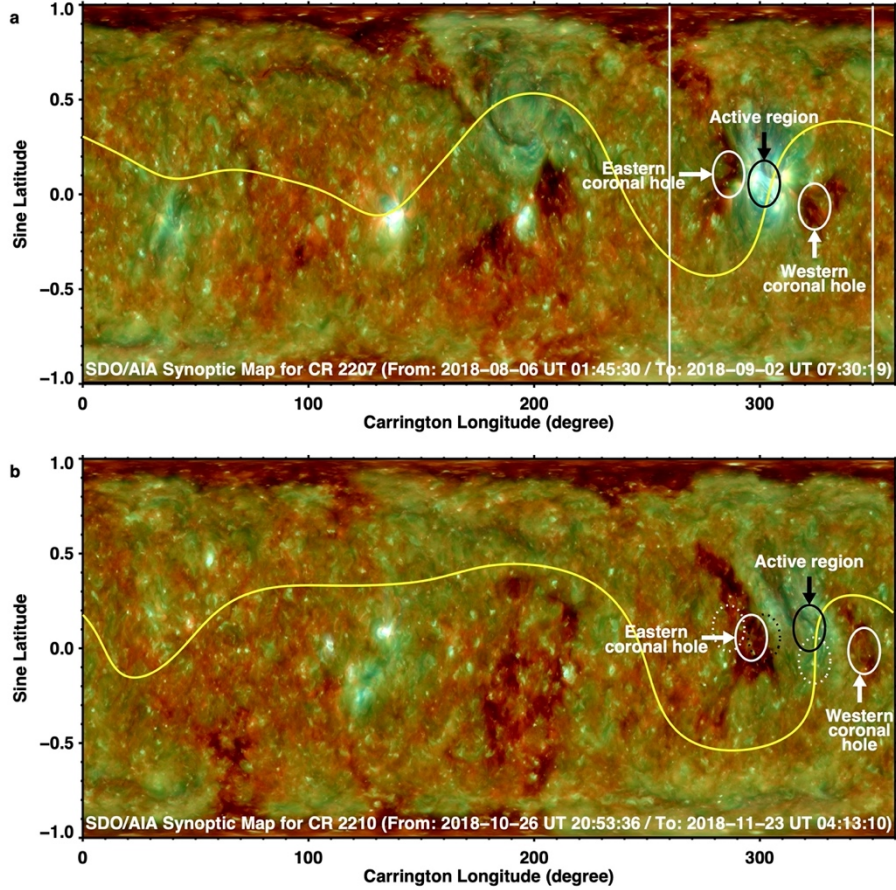 a
1.0
0.5
0.0
−0.5
−1.0
Sine Latitude
Active region
Eastern
coronal hole
Western
coronal hole
SDO/AIA Synoptic Map for CR 2207 (From: 2018−08−06 UT 01:45:30 / To: 2018−09−02 UT 07:30:19)
0 100 200 300
Carrington Longitude (degree)
b
1.0
0.5
0.0
−0.5
−1.0
Sine Latitude
Active region
Eastern
coronal hole
Western
coronal
hole
SDO/AIA Synoptic Map for CR 2210 (From: 2018−10−26 UT 20:53:36 / To: 2018−11−23 UT 04:13:10)
0 100 200 300
Carrington Longitude (degree)